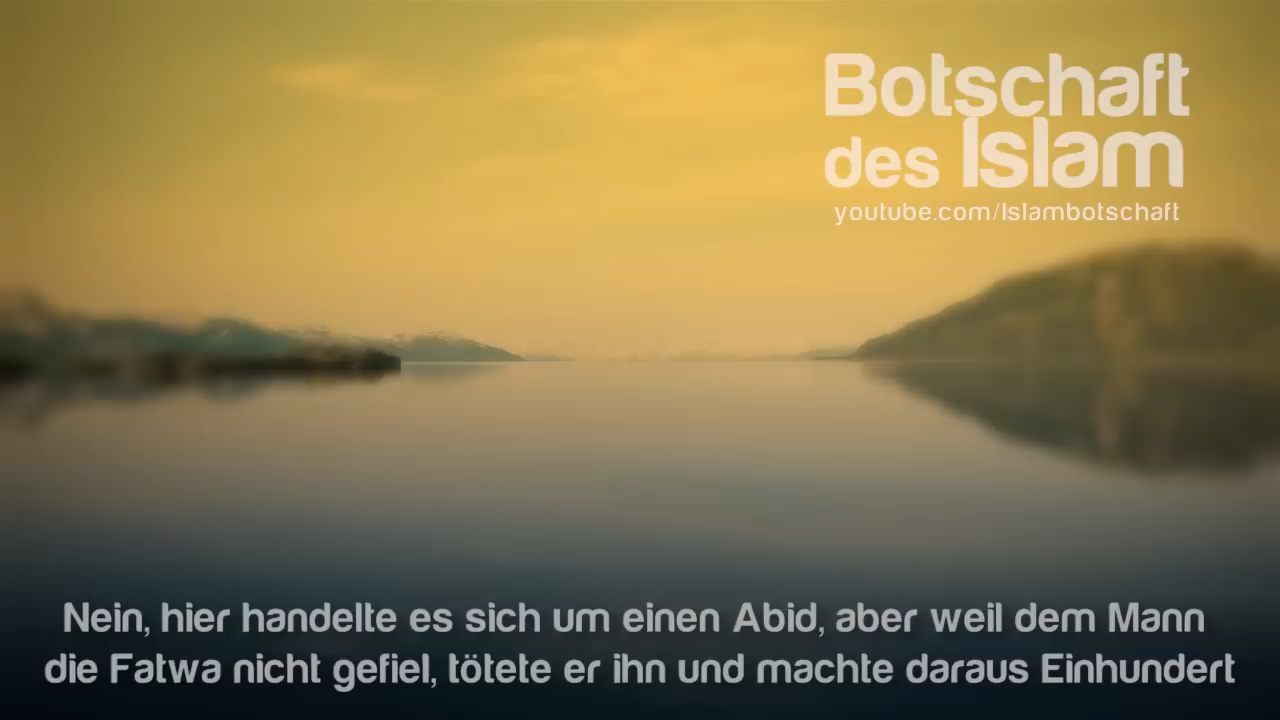 Botschaft
des Islam
youtube.com/Islambotschaft
Nein, hier handelte es sich um einen Abid, aber weil dem Mann
die Fatwa nicht gefiel, tötete er ihn und machte daraus Einhundert